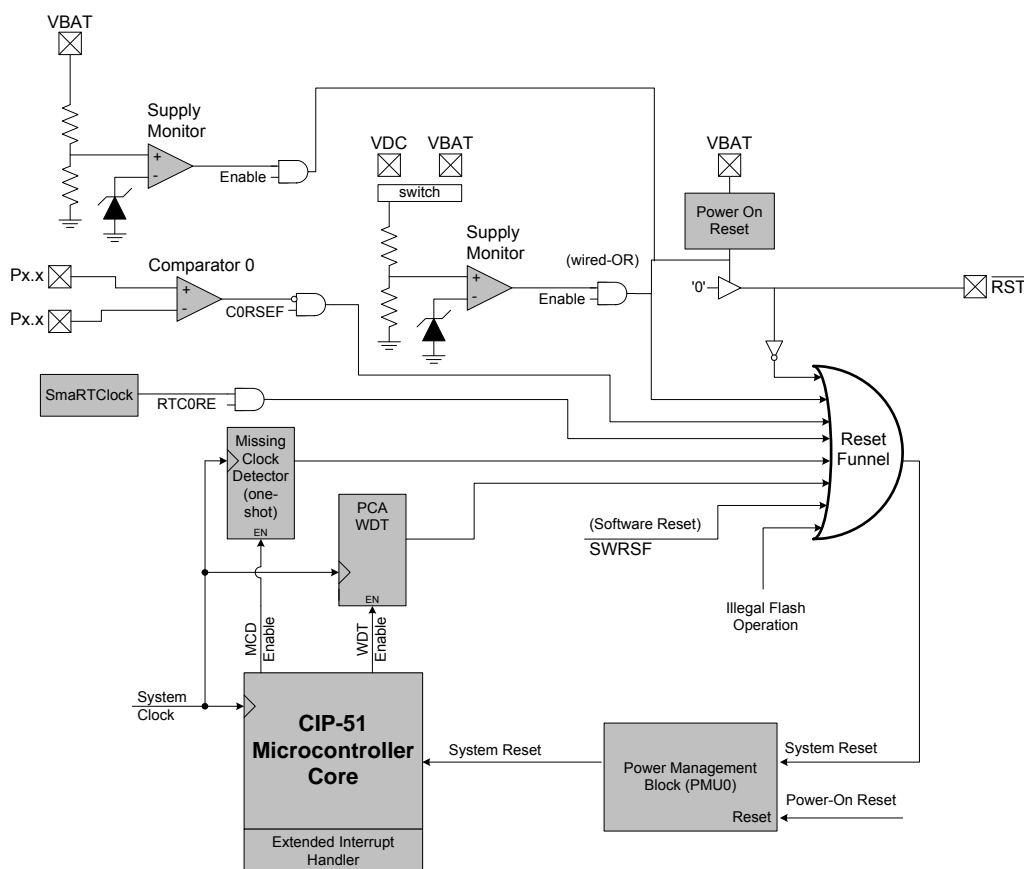 VBAT
Supply
Monitor
+
-
Enable
VDC
VBAT
switch
Supply
Monitor
+
-
Enable
(wired-OR)
VBAT
Power On
Reset
'0'
RST
Px.x
Px.x
Comparator 0
+
-
C0RSEF
SmaRTClock
RTC0RE
Missing
Clock
Detector
(one-
shot)
EN
PCA
WDT
EN
(Software Reset)
SWRSF
Reset
Funnel
Illegal Flash
Operation
MCD
Enable
WDT
Enable
System
Clock
CIP-51
Microcontroller
Core
Extended Interrupt
Handler
System Reset
Power Management
Block (PMU0)
Reset
System Reset
Power-On Reset